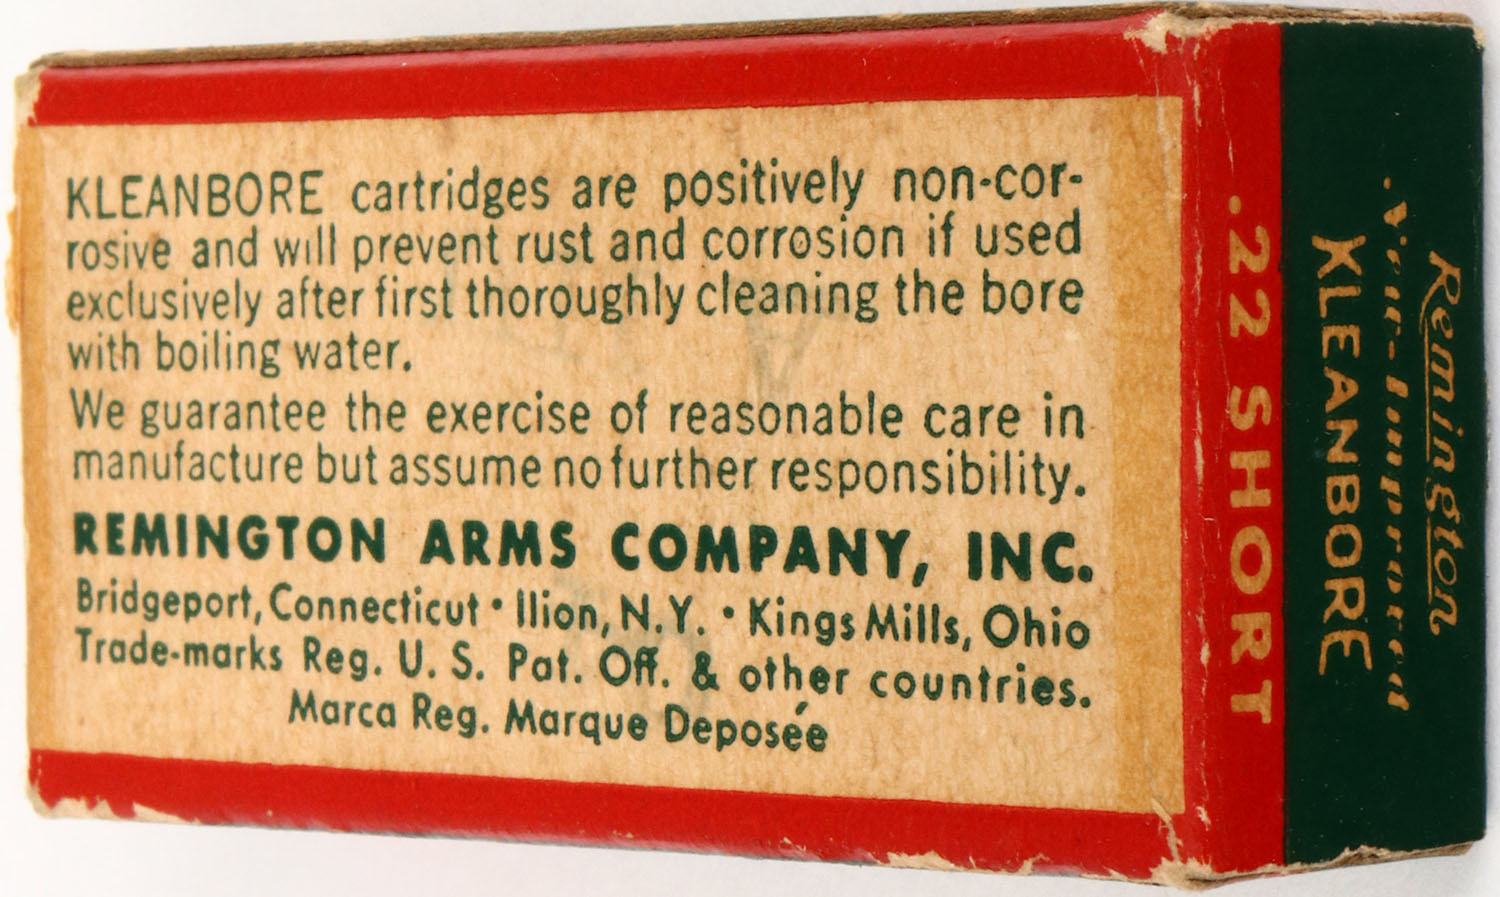 KLEANBORE cartridges are positively non-cor-
rosive and will prevent rust and corrosion if used
exclusively after first thoroughly cleaning the bore
with boiling water.
We guarantee the exercise of reasonable care in
manufacture but assume no further responsibility.
REMINGTON ARMS COMPANY, INC.
Bridgeport, Connecticut • Ilion, N.Y. • Kings Mills, Ohio
Trade-marks Reg. U. S. Pat. Off. & other countries.
Marca Reg. Marque Deposée
Remington
New-Improved
KLEANBORE
.22 SHORT